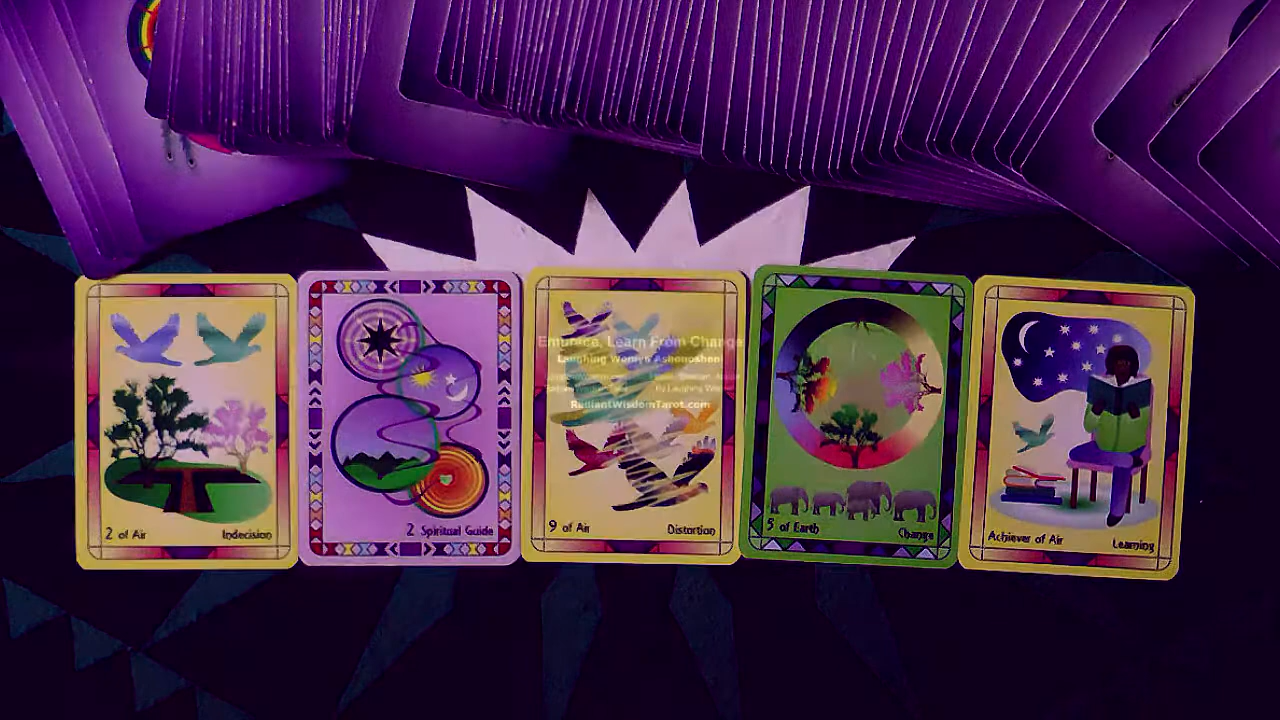 Embrace, Learn From Change
Laughing Womyn Ashonoshen
RadiantWisdomTarot.com
2 of Air Indecision
2 Spiritual Guide
9 of Air Distortion
5 of Earth Change
Achiever of Air Learning